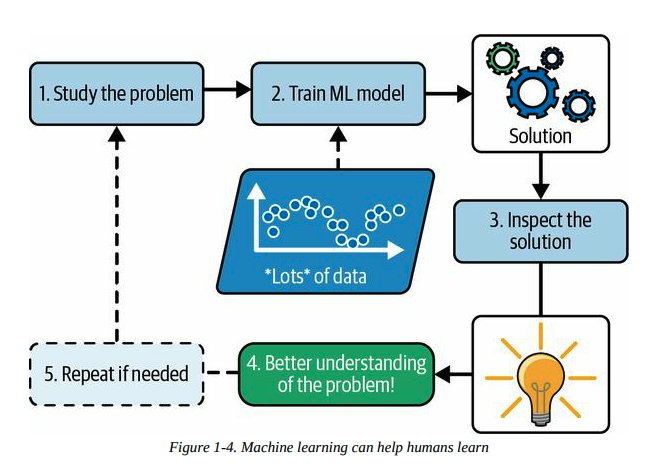 1. Study the problem
2. Train ML model
Solution
*Lots* of data
3. Inspect the
solution
4. Better understanding
of the problem!
5. Repeat if needed
Figure 1-4. Machine learning can help humans learn